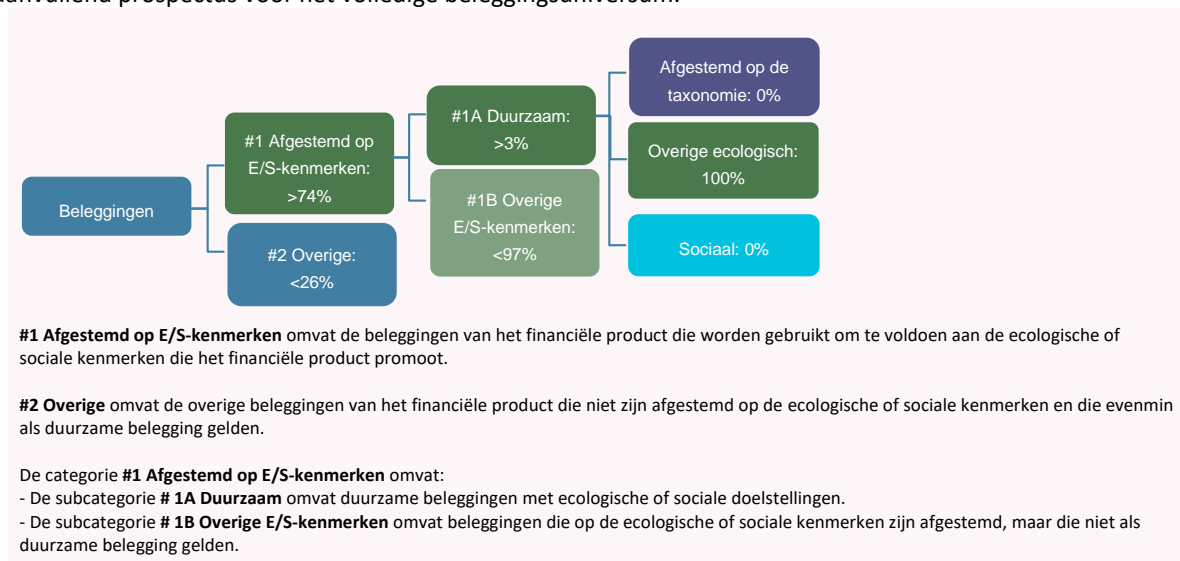 aanvullend prospectus voor het volledige beleggingsuniversum.
Beleggingen
#1 Afgestemd op
E/S-kenmerken:
>74%
#2 Overige:
<26%
#1A Duurzaam:
>3%
#1B Overige
E/S-kenmerken:
<97%
Afgestemd op de
taxonomie: 0%
Overige ecologisch:
100%
Sociaal: 0%
#1 Afgestemd op E/S-kenmerken omvat de beleggingen van het financiële product die worden gebruikt om te voldoen aan de ecologische of
sociale kenmerken die het financiële product promoot.
#2 Overige omvat de overige beleggingen van het financiële product die niet zijn afgestemd op de ecologische of sociale kenmerken en die evenmin
als duurzame belegging gelden.
De categorie #1 Afgestemd op E/S-kenmerken omvat:
- De subcategorie # 1A Duurzaam omvat duurzame beleggingen met ecologische of sociale doelstellingen.
- De subcategorie # 1B Overige E/S-kenmerken omvat beleggingen die op de ecologische of sociale kenmerken zijn afgestemd, maar die niet als
duurzame belegging gelden.